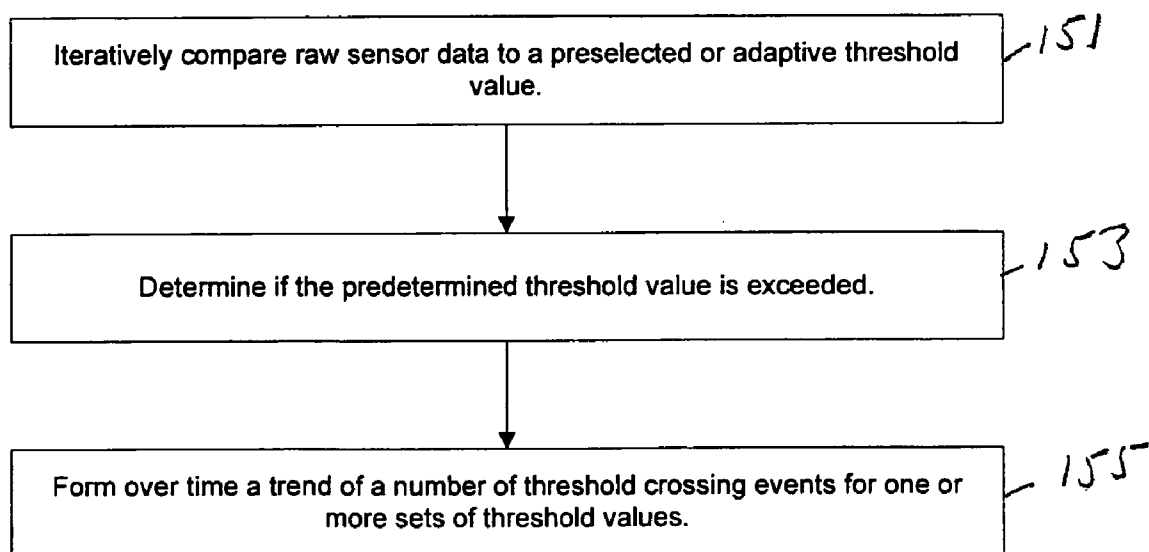 Iteratively compare raw sensor data to a preselected or adaptive threshold
value.
151
Determine if the predetermined threshold value is exceeded.
153
Form over time a trend of a number of threshold crossing events for one or
more sets of threshold values.
155